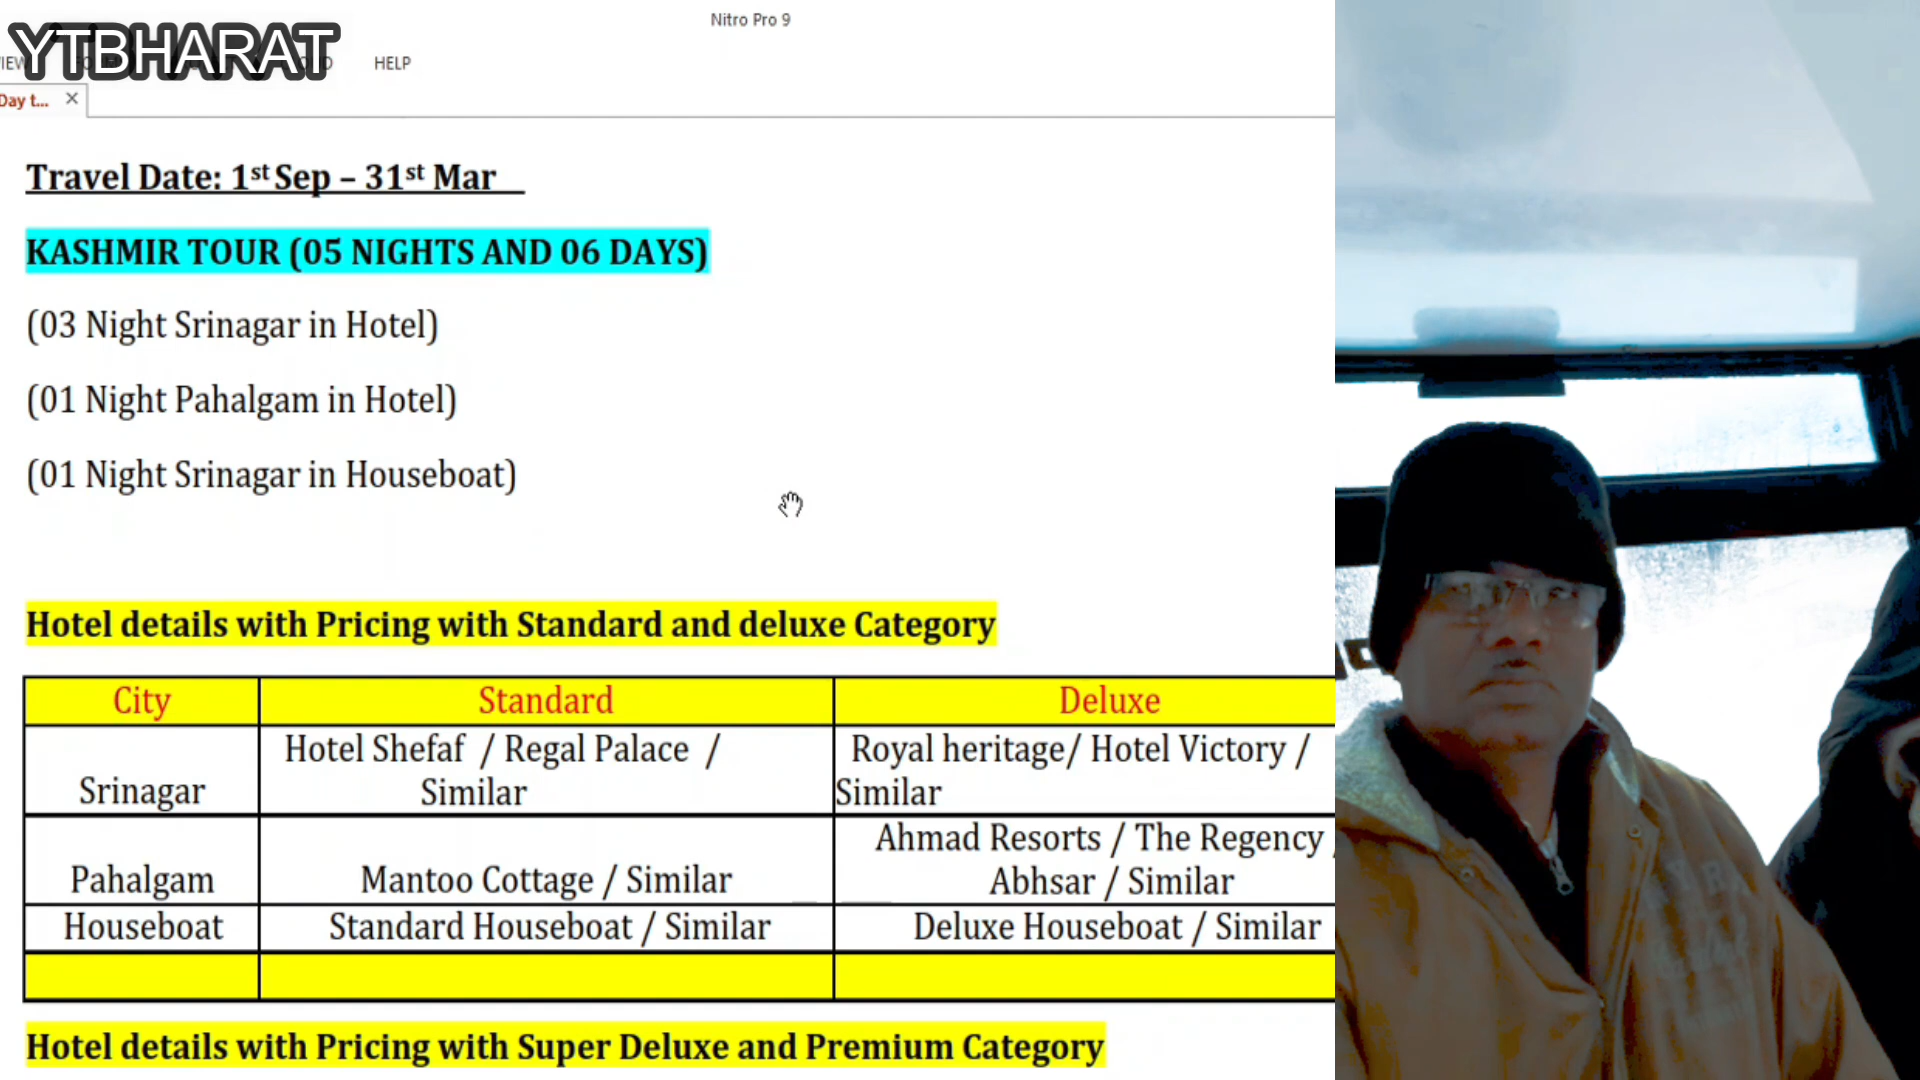 YTBHARAT
Nitro Pro 9
HELP
Day t...
Travel Date: 1st Sep – 31st Mar
KASHMIR TOUR (05 NIGHTS AND 06 DAYS)
(03 Night Srinagar in Hotel)
(01 Night Pahalgam in Hotel)
(01 Night Srinagar in Houseboat)
Hotel details with Pricing with Standard and deluxe Category
City Standard Deluxe
Srinagar Hotel Shefaf / Regal Palace / Similar Royal heritage/ Hotel Victory / Similar
Pahalgam Mantoo Cottage / Similar Ahmad Resorts / The Regency / Abhsar / Similar
Houseboat Standard Houseboat / Similar Deluxe Houseboat / Similar
Hotel details with Pricing with Super Deluxe and Premium Category